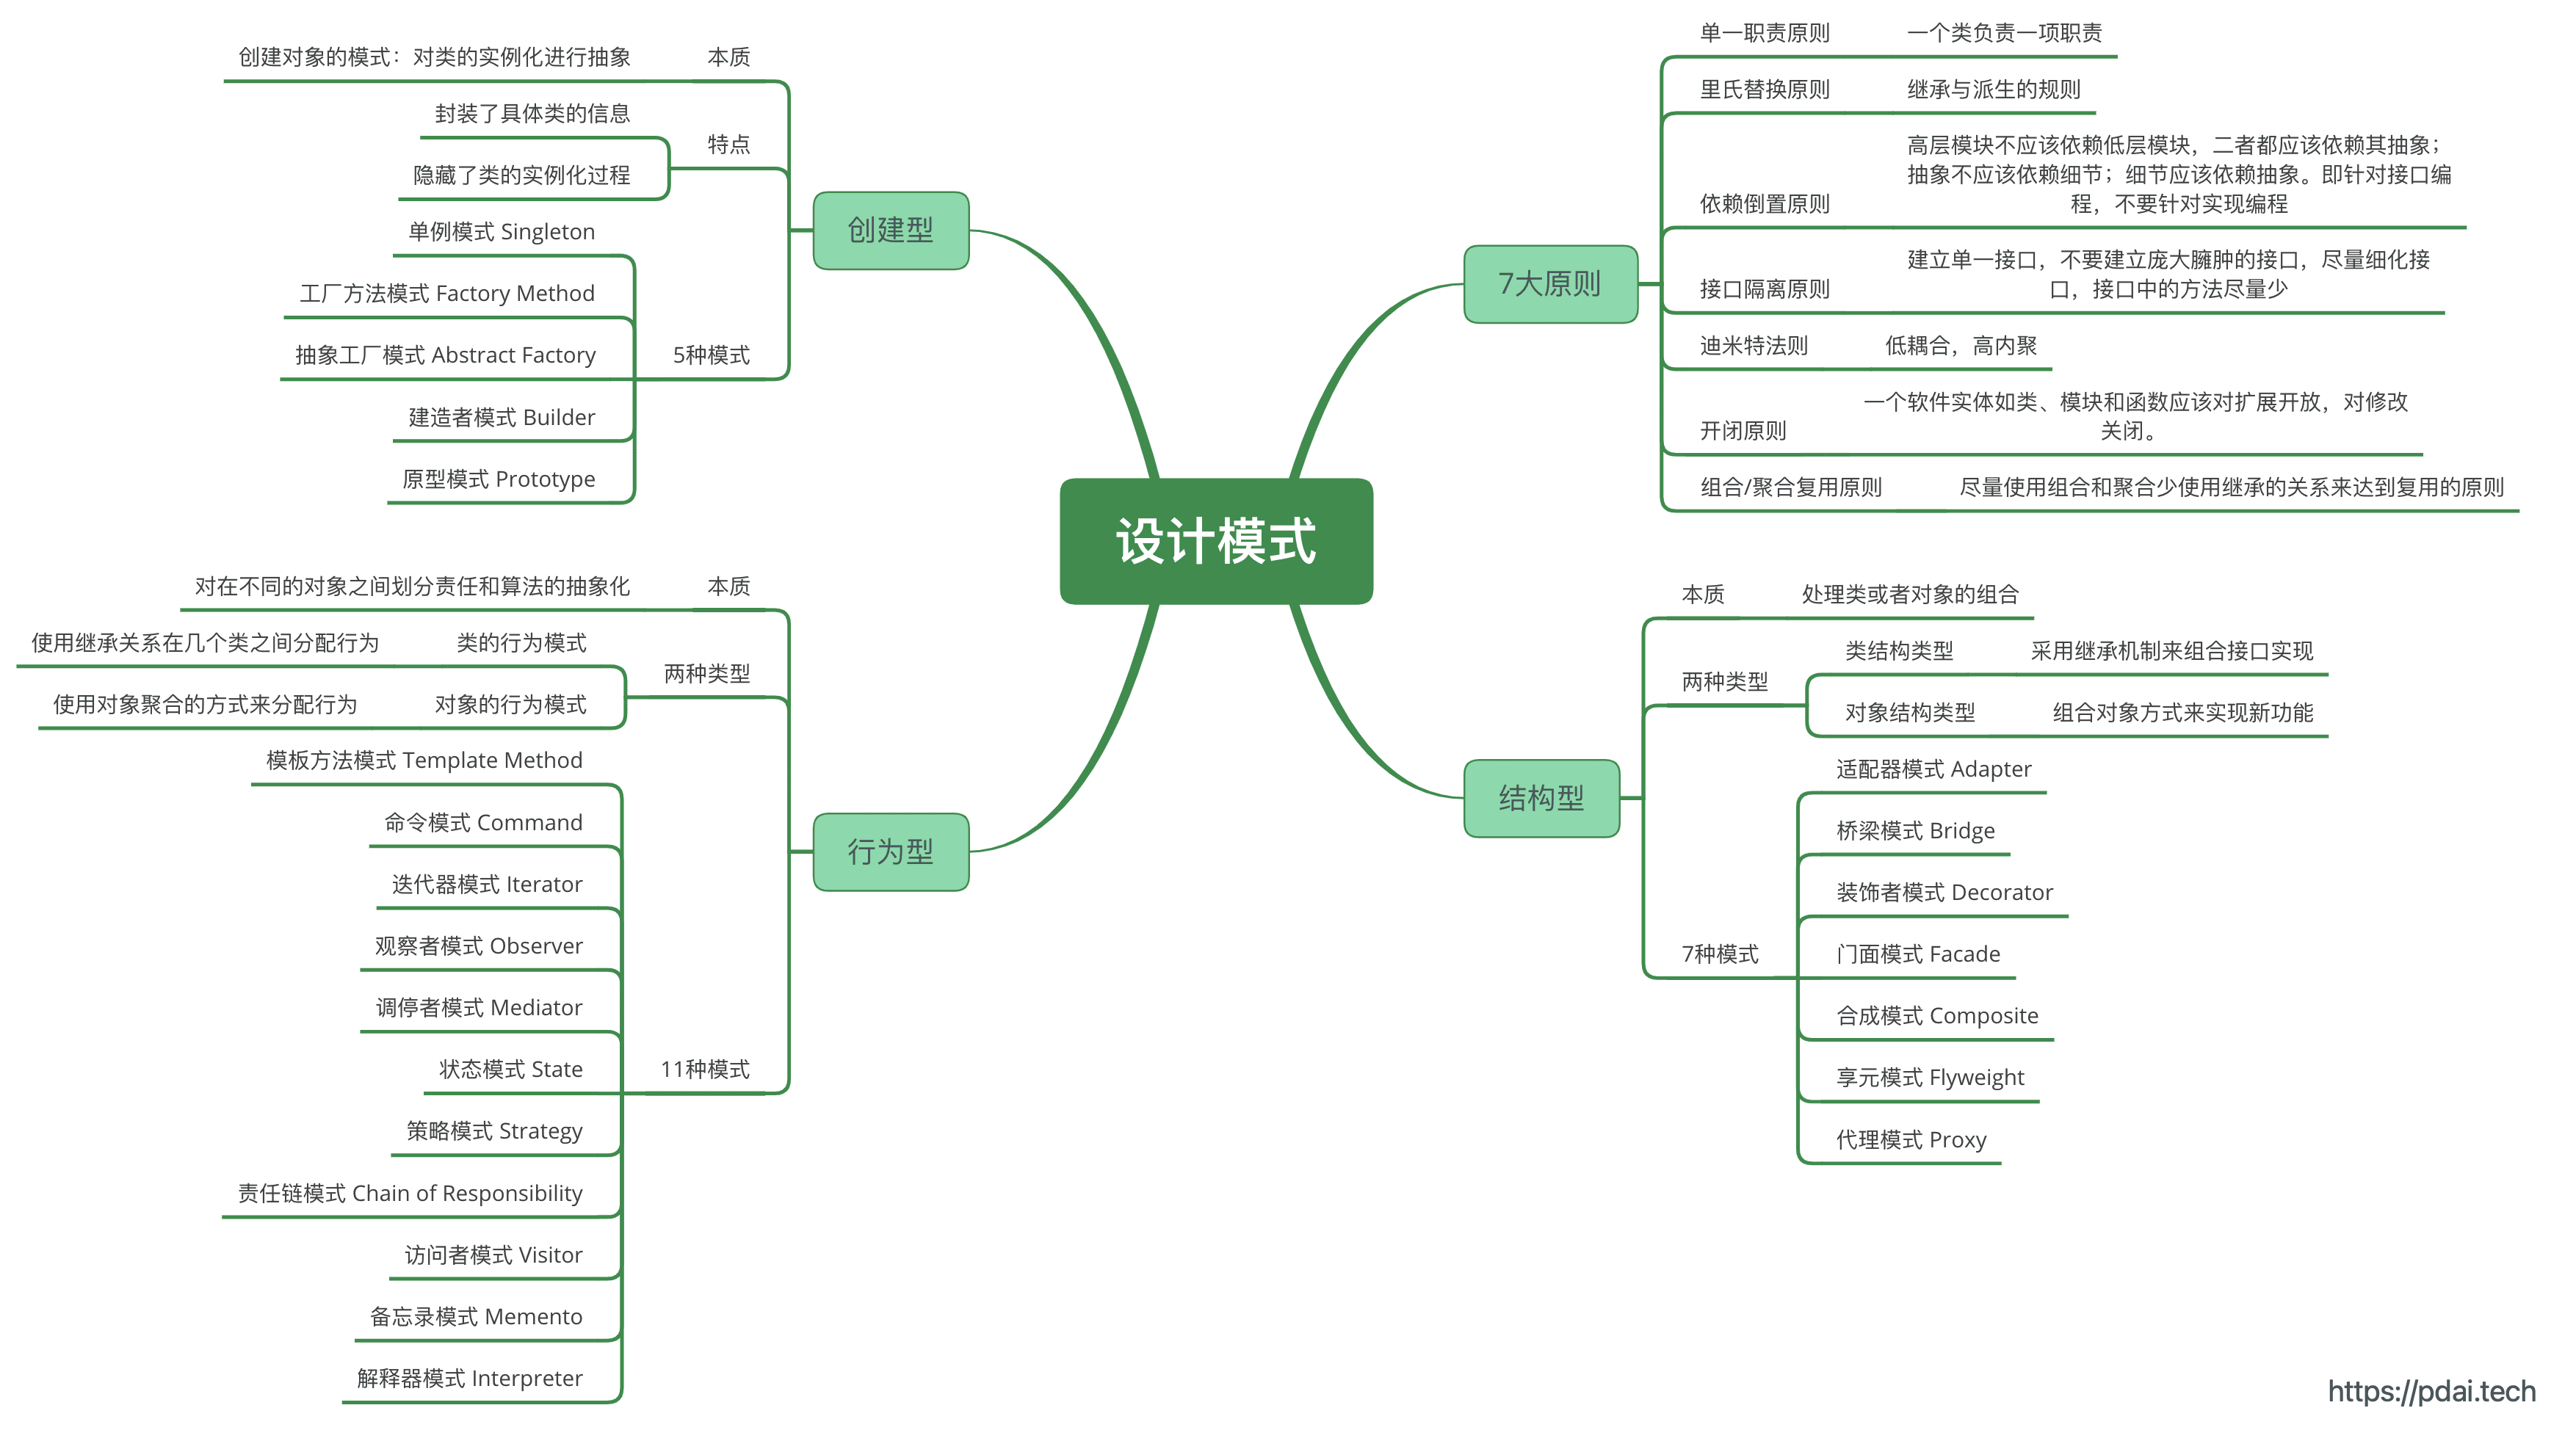 设计模式
创建型
本质
创建对象的模式：对类的实例化进行抽象
特点
封装了具体类的信息
隐藏了类的实例化过程
5种模式
单例模式 Singleton
工厂方法模式 Factory Method
抽象工厂模式 Abstract Factory
建造者模式 Builder
原型模式 Prototype
7大原则
单一职责原则
一个类负责一项职责
里氏替换原则
继承与派生的规则
依赖倒置原则
高层模块不应该依赖低层模块，二者都应该依赖其抽象；
抽象不应该依赖细节；细节应该依赖抽象。即针对接口编
程，不要针对实现编程
接口隔离原则
建立单一接口，不要建立庞大臃肿的接口，尽量细化接
口，接口中的方法尽量少
迪米特法则
低耦合，高内聚
开闭原则
一个软件实体如类、模块和函数应该对扩展开放，对修改
关闭。
组合/聚合复用原则
尽量使用组合和聚合少使用继承的关系来达到复用的原则
行为型
本质
对在不同的对象之间划分责任和算法的抽象化
两种类型
类的行为模式
使用继承关系在几个类之间分配行为
对象的行为模式
使用对象聚合的方式来分配行为
11种模式
模板方法模式 Template Method
命令模式 Command
迭代器模式 Iterator
观察者模式 Observer
调停者模式 Mediator
状态模式 State
策略模式 Strategy
责任链模式 Chain of Responsibility
访问者模式 Visitor
备忘录模式 Memento
解释器模式 Interpreter
结构型
本质
处理类或者对象的组合
两种类型
类结构类型
采用继承机制来组合接口实现
对象结构类型
组合对象方式来实现新功能
7种模式
适配器模式 Adapter
桥梁模式 Bridge
装饰者模式 Decorator
门面模式 Facade
合成模式 Composite
享元模式 Flyweight
代理模式 Proxy
https://pdai.tech